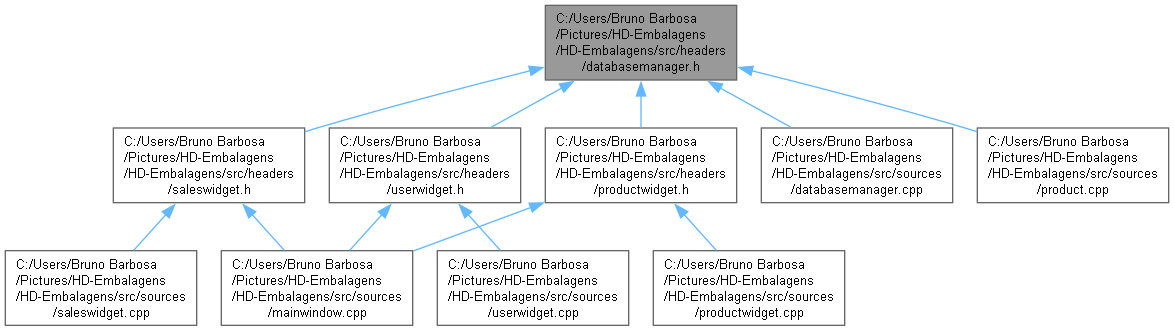 C:/Users/Bruno Barbosa
/Pictures/HD-Embalagens
/HD-Embalagens/src/headers
/databasemanager.h
C:/Users/Bruno Barbosa
/Pictures/HD-Embalagens
/HD-Embalagens/src/headers
/saleswidget.h
C:/Users/Bruno Barbosa
/Pictures/HD-Embalagens
/HD-Embalagens/src/headers
/userwidget.h
C:/Users/Bruno Barbosa
/Pictures/HD-Embalagens
/HD-Embalagens/src/headers
/productwidget.h
C:/Users/Bruno Barbosa
/Pictures/HD-Embalagens
/HD-Embalagens/src/sources
/databasemanager.cpp
C:/Users/Bruno Barbosa
/Pictures/HD-Embalagens
/HD-Embalagens/src/sources
/product.cpp
C:/Users/Bruno Barbosa
/Pictures/HD-Embalagens
/HD-Embalagens/src/sources
/saleswidget.cpp
C:/Users/Bruno Barbosa
/Pictures/HD-Embalagens
/HD-Embalagens/src/sources
/mainwindow.cpp
C:/Users/Bruno Barbosa
/Pictures/HD-Embalagens
/HD-Embalagens/src/sources
/userwidget.cpp
C:/Users/Bruno Barbosa
/Pictures/HD-Embalagens
/HD-Embalagens/src/sources
/productwidget.cpp